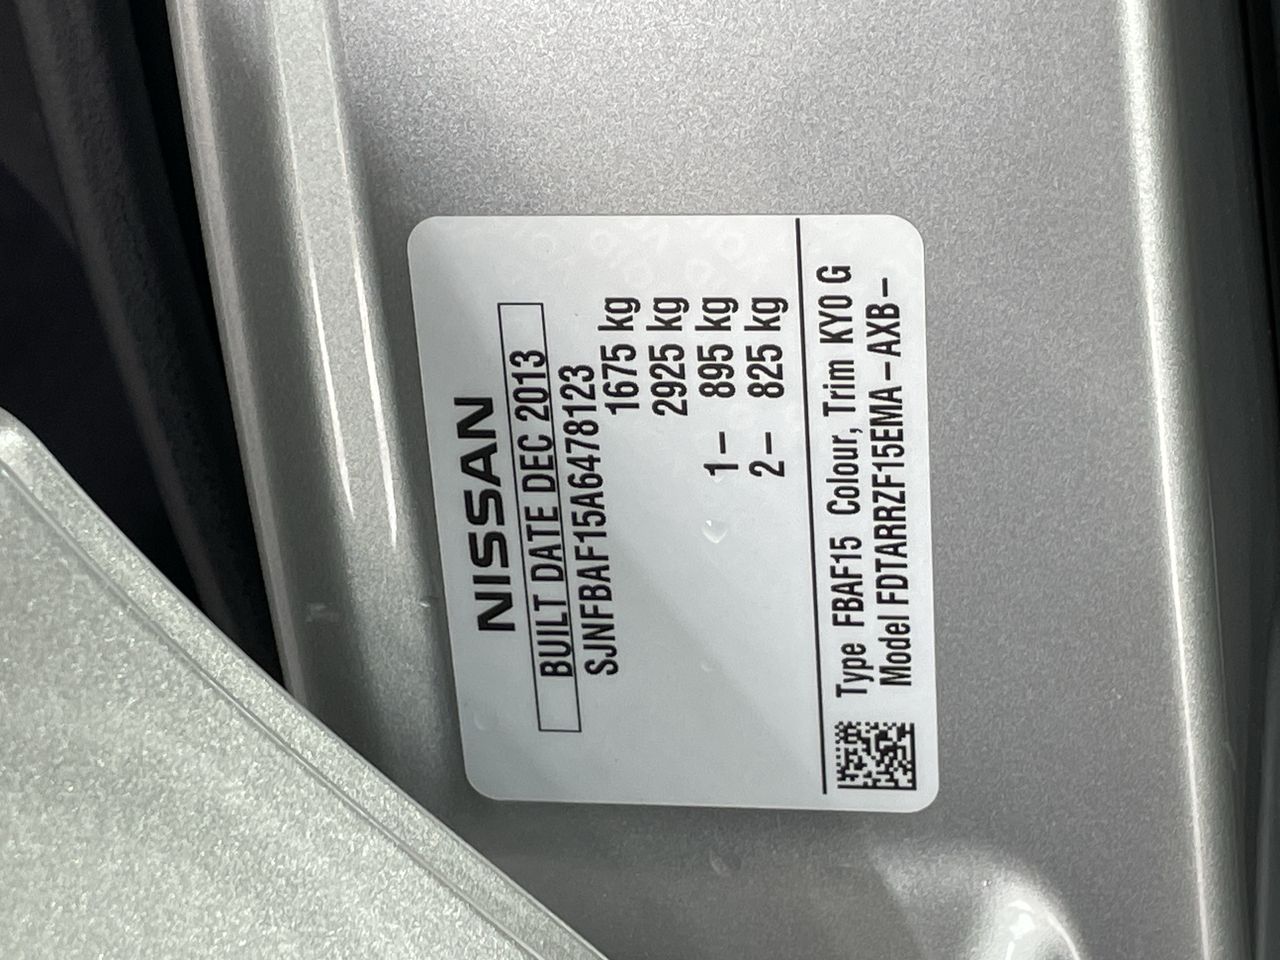 NISSAN
BUILT DATE DEC 2013
SJNFBAF15A6478123
1675 kg
2925 kg
1– 895 kg
2– 825 kg
Type FBAF15 Colour, Trim KY0 G
Model FDTARRZF15EMA–AXB–